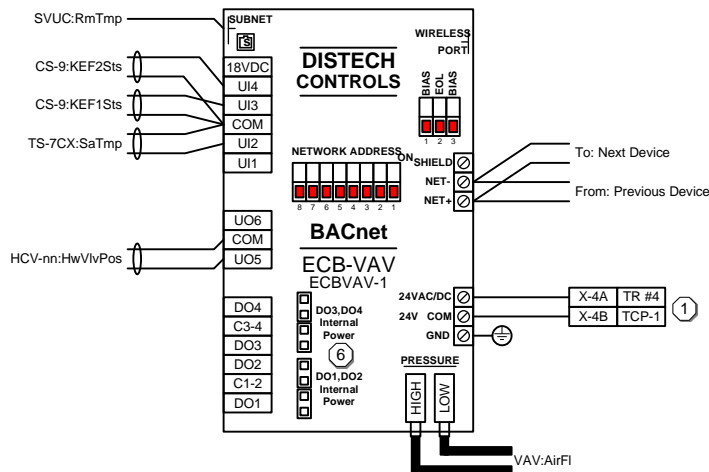 SVUC:RmTmp
SUBNET
S
WIRELESS
PORT
DISTECH
CONTROLS
CS-9:KEF2Sts
CS-9:KEF1Sts
TS-7CX:SaTmp
18VDC
UI4
UI3
COM
UI2
UI1
BIAS
EOL
BIAS
1 2 3
NETWORK ADDRESS
ON
8 7 6 5 4 3 2 1
SHIELD
NET-
NET+
To: Next Device
From: Previous Device
BACnet
ECB-VAV
ECBVAV-1
UO6
COM
UO5
HCV-nn:HwVlvPos
DO4
C3-4
DO3
DO2
C1-2
DO1
DO3,DO4
Internal
Power
6
DO1,DO2
Internal
Power
24VAC/DC
24V COM
GND
X-4A TR #4
X-4B TCP-1
1
PRESSURE
HIGH
LOW
VAV:AirFl